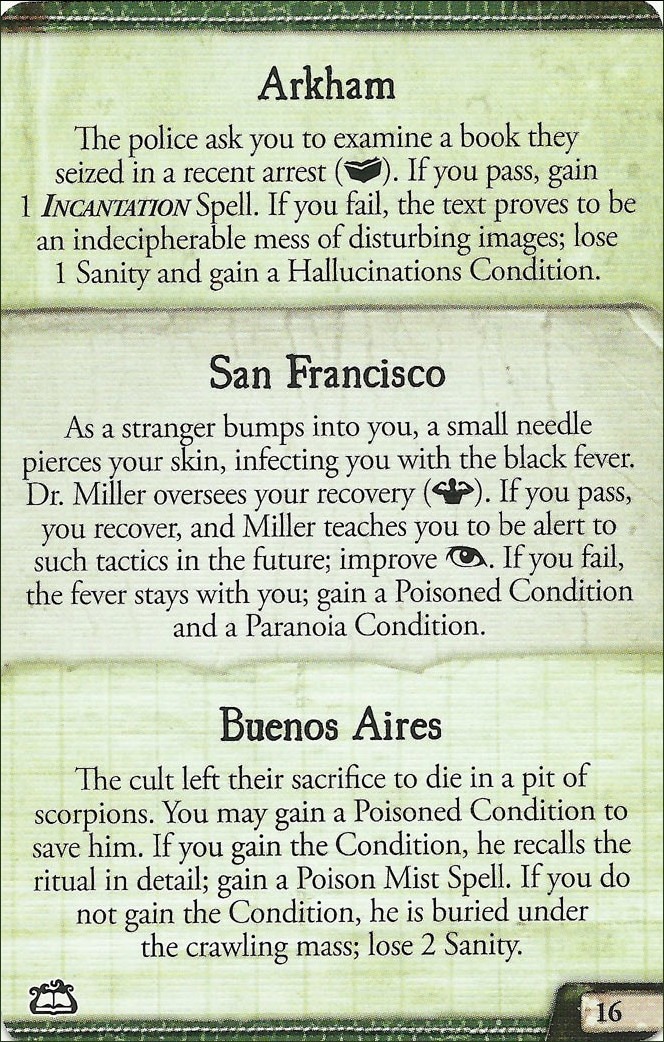 Arkham
The police ask you to examine a book they
seized in a recent arrest ( ). If you pass, gain
1 INCANTATION Spell. If you fail, the text proves to be
an indecipherable mess of disturbing images; lose
1 Sanity and gain a Hallucinations Condition.
San Francisco
As a stranger bumps into you, a small needle
pierces your skin, infecting you with the black fever.
Dr. Miller oversees your recovery ( ). If you pass,
you recover, and Miller teaches you to be alert to
such tactics in the future; improve . If you fail,
the fever stays with you; gain a Poisoned Condition
and a Paranoia Condition.
Buenos Aires
The cult left their sacrifice to die in a pit of
scorpions. You may gain a Poisoned Condition to
save him. If you gain the Condition, he recalls the
ritual in detail; gain a Poison Mist Spell. If you do
not gain the Condition, he is buried under
the crawling mass; lose 2 Sanity.
16